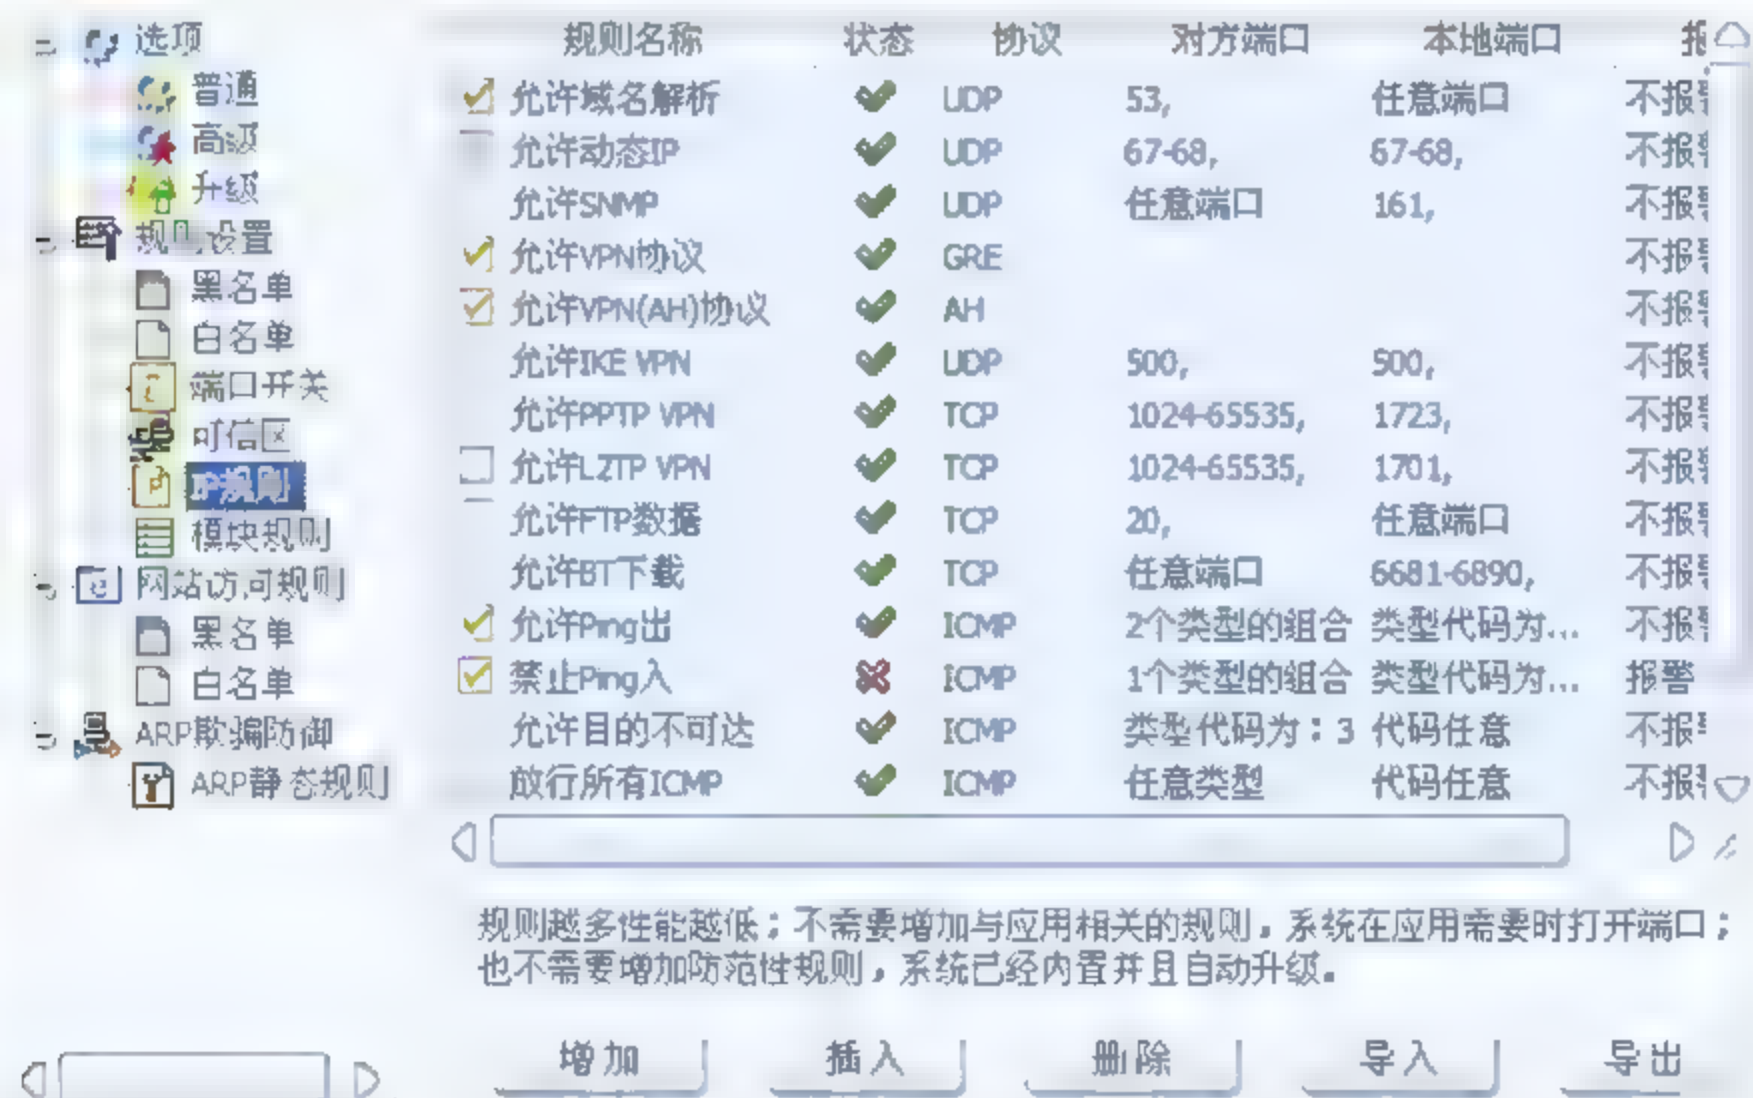 选项
普通
高级
升级
规则设置
黑名单
白名单
端口开关
可信区
IP规则
模块规则
网站访问规则
黑名单
白名单
ARP欺骗防御
ARP静态规则
规则名称 状态 协议 对方端口 本地端口
允许域名解析 UDP 53, 任意端口 不报
允许动态IP UDP 67-68, 67-68, 不报
允许SNMP UDP 任意端口 161, 不报
允许VPN协议 GRE 不报
允许VPN(AH)协议 AH 不报
允许IKE VPN UDP 500, 500, 不报
允许PPTP VPN TCP 1024-65535, 1723, 不报
允许L2TP VPN TCP 1024-65535, 1701, 不报
允许FTP数据 TCP 20, 任意端口 不报
允许BT下载 TCP 任意端口 6681-6890, 不报
允许Ping出 ICMP 2个类型的组合 类型代码为... 不报
禁止Ping入 ICMP 1个类型的组合 类型代码为... 报警
允许目的不可达 ICMP 类型代码为：3 代码任意 不报
放行所有ICMP ICMP 任意类型 代码任意 不报
规则越多性能越低；不需要增加与应用相关的规则，系统在应用需要时打开端口；
也不需要增加防范性规则，系统已经内置并且自动升级。
增加 插入 删除 导入 导出